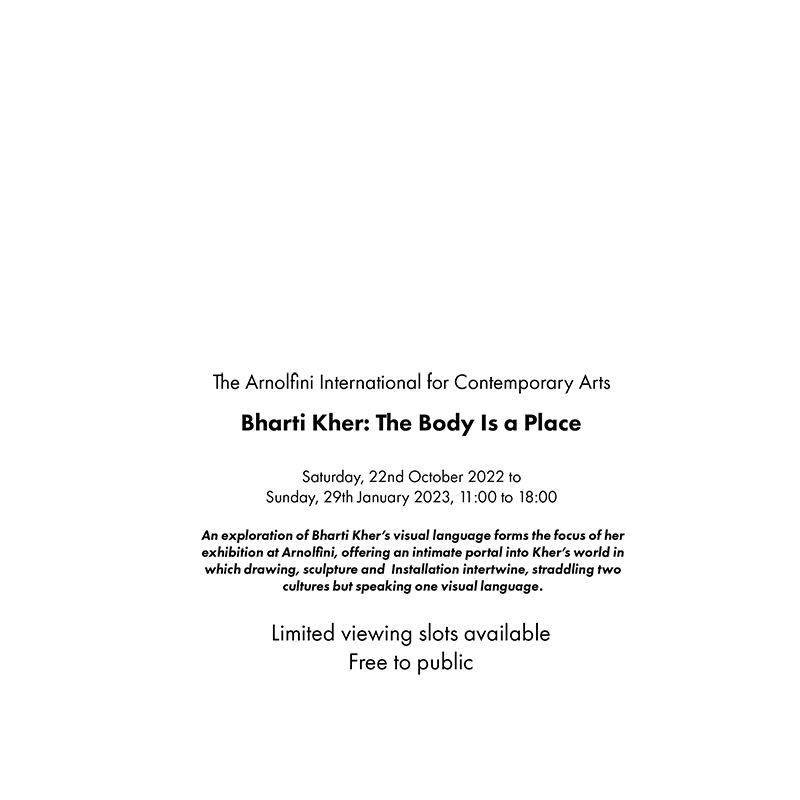 The Arnolfini International for Contemporary Arts
Bharti Kher: The Body Is a Place
Saturday, 22nd October 2022 to
Sunday, 29th January 2023, 11:00 to 18:00
An exploration of Bharti Kher's visual language forms the focus of her
exhibition at Arnolfini, offering an intimate portal into Kher's world in
which drawing, sculpture and  Installation intertwine, straddling two
cultures but speaking one visual language.
Limited viewing slots available
Free to public